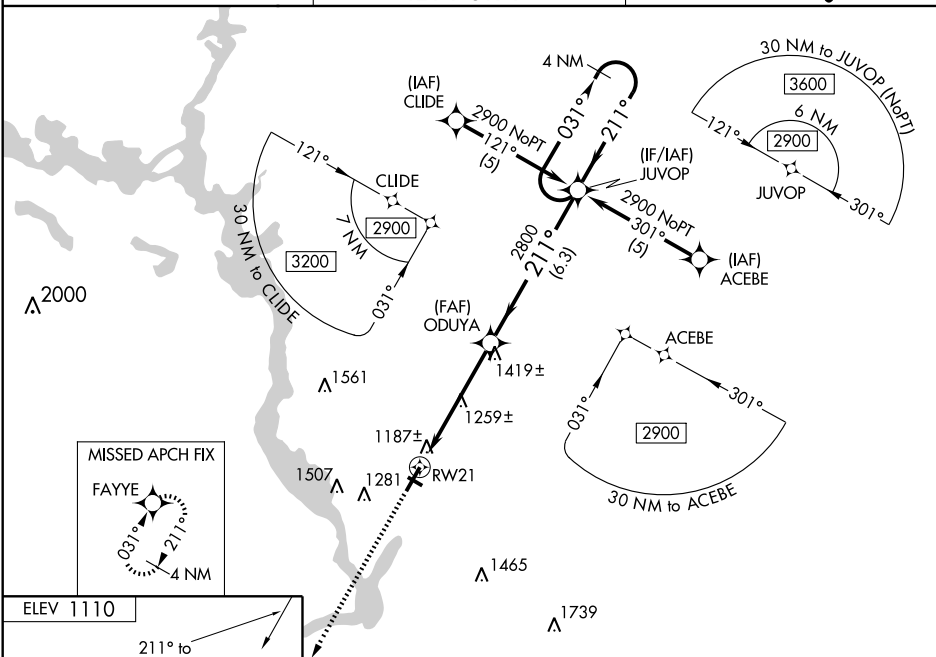 4 NM
(IAF)
CLIDE
2900 NoPT
121°
(5)
031°
211°
(IF/IAF)
JUVOP
2900 NoPT
301°
(5)
(IAF)
ACEBE
30 NM to JUVOP (NoPT)
3600
6 NM
2900
121°
JUVOP
301°
121°
CLIDE
2900
7 NM
3200
30 NM to CLIDE
031°
2800
211°
(6.3)
(FAF)
ODUYA
2000
1561
1419±
1259±
1187±
RW21
1507
1281
1465
1739
ACEBE
301°
031°
2900
30 NM to ACEBE
MISSED APCH FIX
FAYYE
031°
211°
4 NM
ELEV 1110
211° to